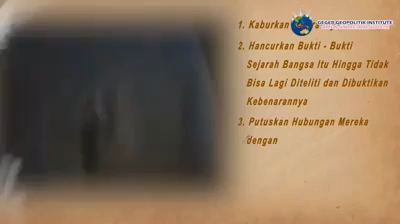 1. Kaburkan
GEGER GEOPOLITIK INSTITUTE
2. Hancurkan Bukti - Bukti
Sejarah Bangsa Itu Hingga Tidak
Bisa Lagi Diteliti dan Dibuktikan
Kebenarannya
3. Putuskan Hubungan Mereka
dengan